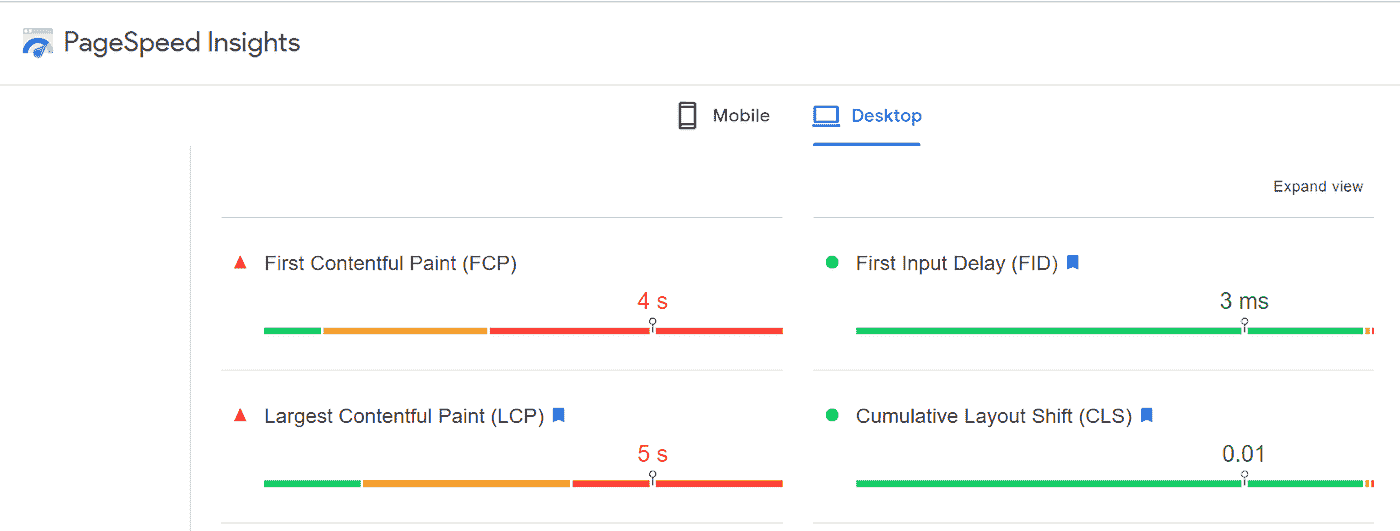 PageSpeed Insights
Mobile
Desktop
Expand view
First Contentful Paint (FCP)
4 s
First Input Delay (FID)
3 ms
Largest Contentful Paint (LCP)
5 s
Cumulative Layout Shift (CLS)
0.01